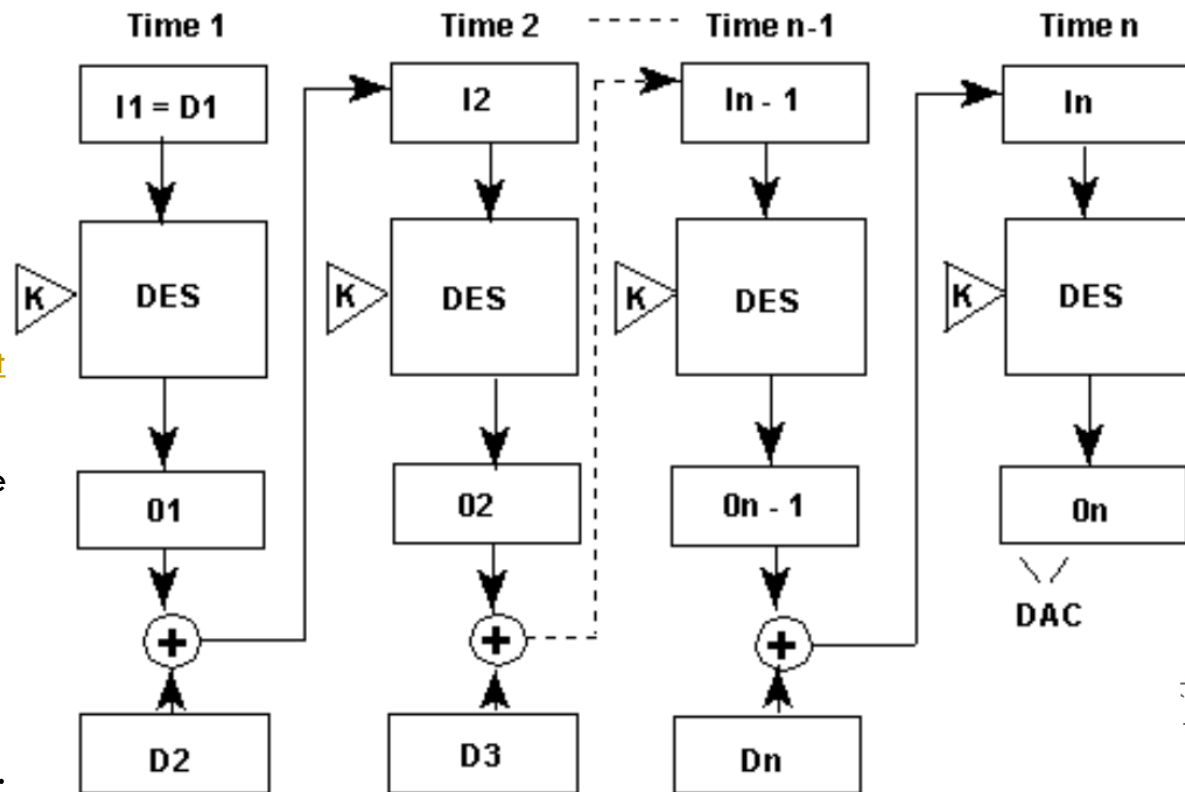 Time 1 Time 2 Time n-1 Time n
I1 = D1 I2 In - 1 In
K DES K DES K DES K DES
t
e
01 02 0n - 1 0n
DAC
+ + +
D2 D3 Dn
.